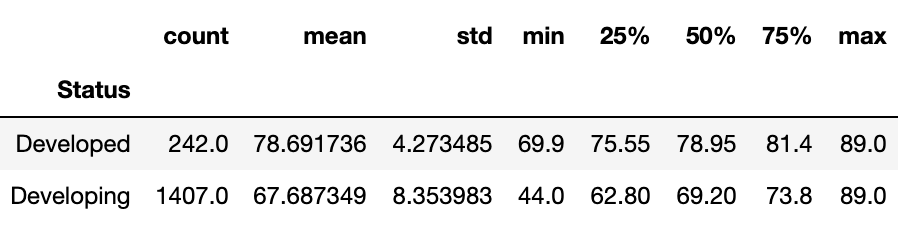 count mean std min 25% 50% 75% max
Status
Developed 242.0 78.691736 4.273485 69.9 75.55 78.95 81.4 89.0
Developing 1407.0 67.687349 8.353983 44.0 62.80 69.20 73.8 89.0